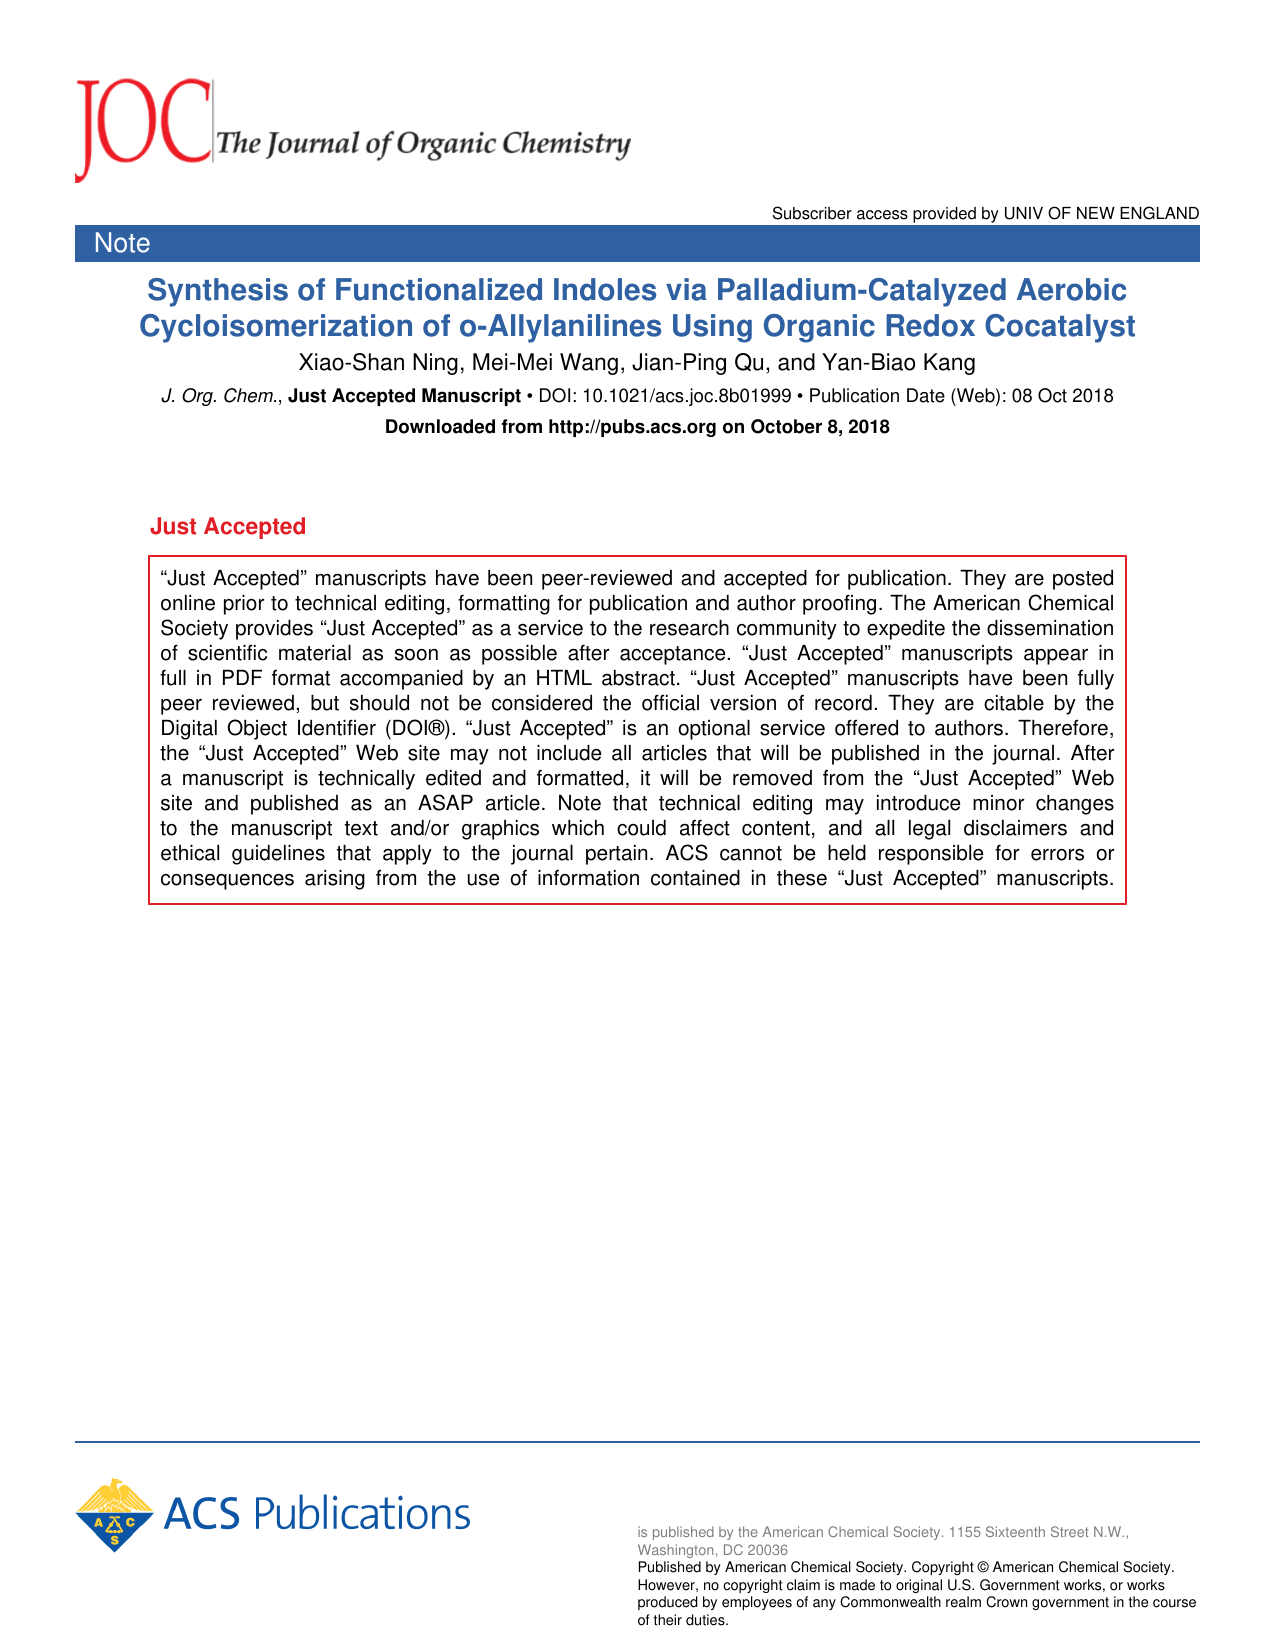 JOC The Journal of Organic Chemistry
Subscriber access provided by UNIV OF NEW ENGLAND
Note
Synthesis of Functionalized Indoles via Palladium-Catalyzed Aerobic
Cycloisomerization of o-Allylanilines Using Organic Redox Cocatalyst
Xiao-Shan Ning, Mei-Mei Wang, Jian-Ping Qu, and Yan-Biao Kang
J. Org. Chem., Just Accepted Manuscript • DOI: 10.1021/acs.joc.8b01999 • Publication Date (Web): 08 Oct 2018
Downloaded from http://pubs.acs.org on October 8, 2018
Just Accepted
“Just Accepted” manuscripts have been peer-reviewed and accepted for publication. They are posted
online prior to technical editing, formatting for publication and author proofing. The American Chemical
Society provides “Just Accepted” as a service to the research community to expedite the dissemination
of scientific material as soon as possible after acceptance. “Just Accepted” manuscripts appear in
full in PDF format accompanied by an HTML abstract. “Just Accepted” manuscripts have been fully
peer reviewed, but should not be considered the official version of record. They are citable by the
Digital Object Identifier (DOI®). “Just Accepted” is an optional service offered to authors. Therefore,
the “Just Accepted” Web site may not include all articles that will be published in the journal. After
a manuscript is technically edited and formatted, it will be removed from the “Just Accepted” Web
site and published as an ASAP article. Note that technical editing may introduce minor changes
to the manuscript text and/or graphics which could affect content, and all legal disclaimers and
ethical guidelines that apply to the journal pertain. ACS cannot be held responsible for errors or
consequences arising from the use of information contained in these “Just Accepted” manuscripts.
A C S
ACS Publications
is published by the American Chemical Society. 1155 Sixteenth Street N.W.,
Washington, DC 20036
Published by American Chemical Society. Copyright © American Chemical Society.
However, no copyright claim is made to original U.S. Government works, or works
produced by employees of any Commonwealth realm Crown government in the course
of their duties.